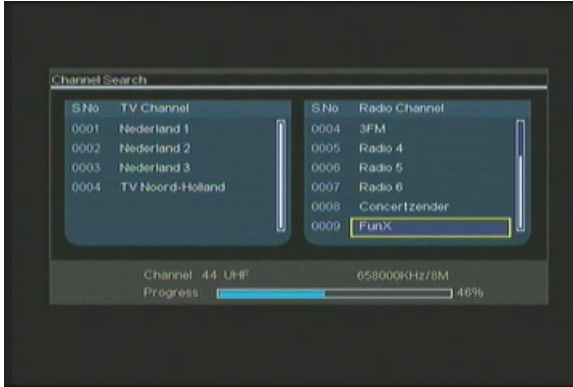 Channel Search
S.No TV Channel
0001 Nederland 1
0002 Nederland 2
0003 Nederland 3
0004 TV Noord-Holland
S.No Radio Channel
0004 3FM
0005 Radio 4
0006 Radio 5
0007 Radio 6
0008 Concertzender
0009 FunX
Channel 44 UHF 658000KHz/8M
Progress 46%